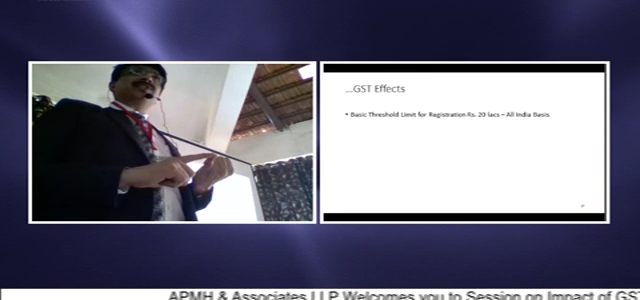 ...GST Effects
• Basic Threshold Limit for Registration Rs. 20 lacs – All India Basis
APMH & Associates LLP Welcomes you to Session on Impact of GS